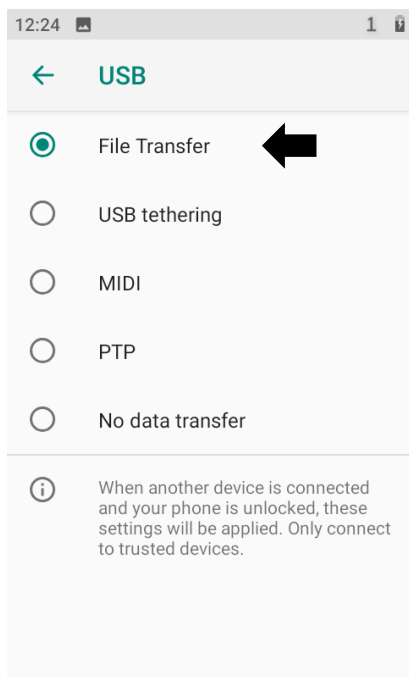 12:24 1
USB
File Transfer
USB tethering
MIDI
PTP
No data transfer
When another device is connected
and your phone is unlocked, these
settings will be applied. Only connect
to trusted devices.